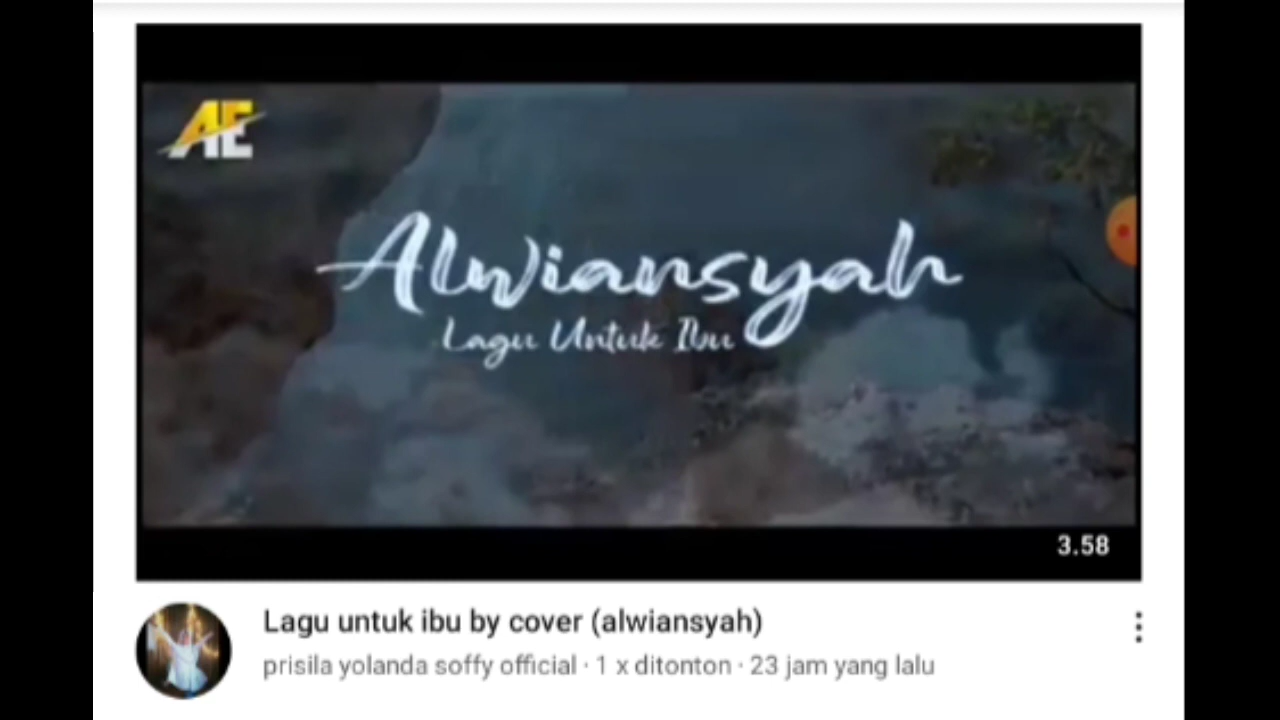 AE
Alwiansyah
Lagu Untuk Ibu
3.58
Lagu untuk ibu by cover (alwiansyah)
prisila yolanda soffy official · 1 x ditonton · 23 jam yang lalu